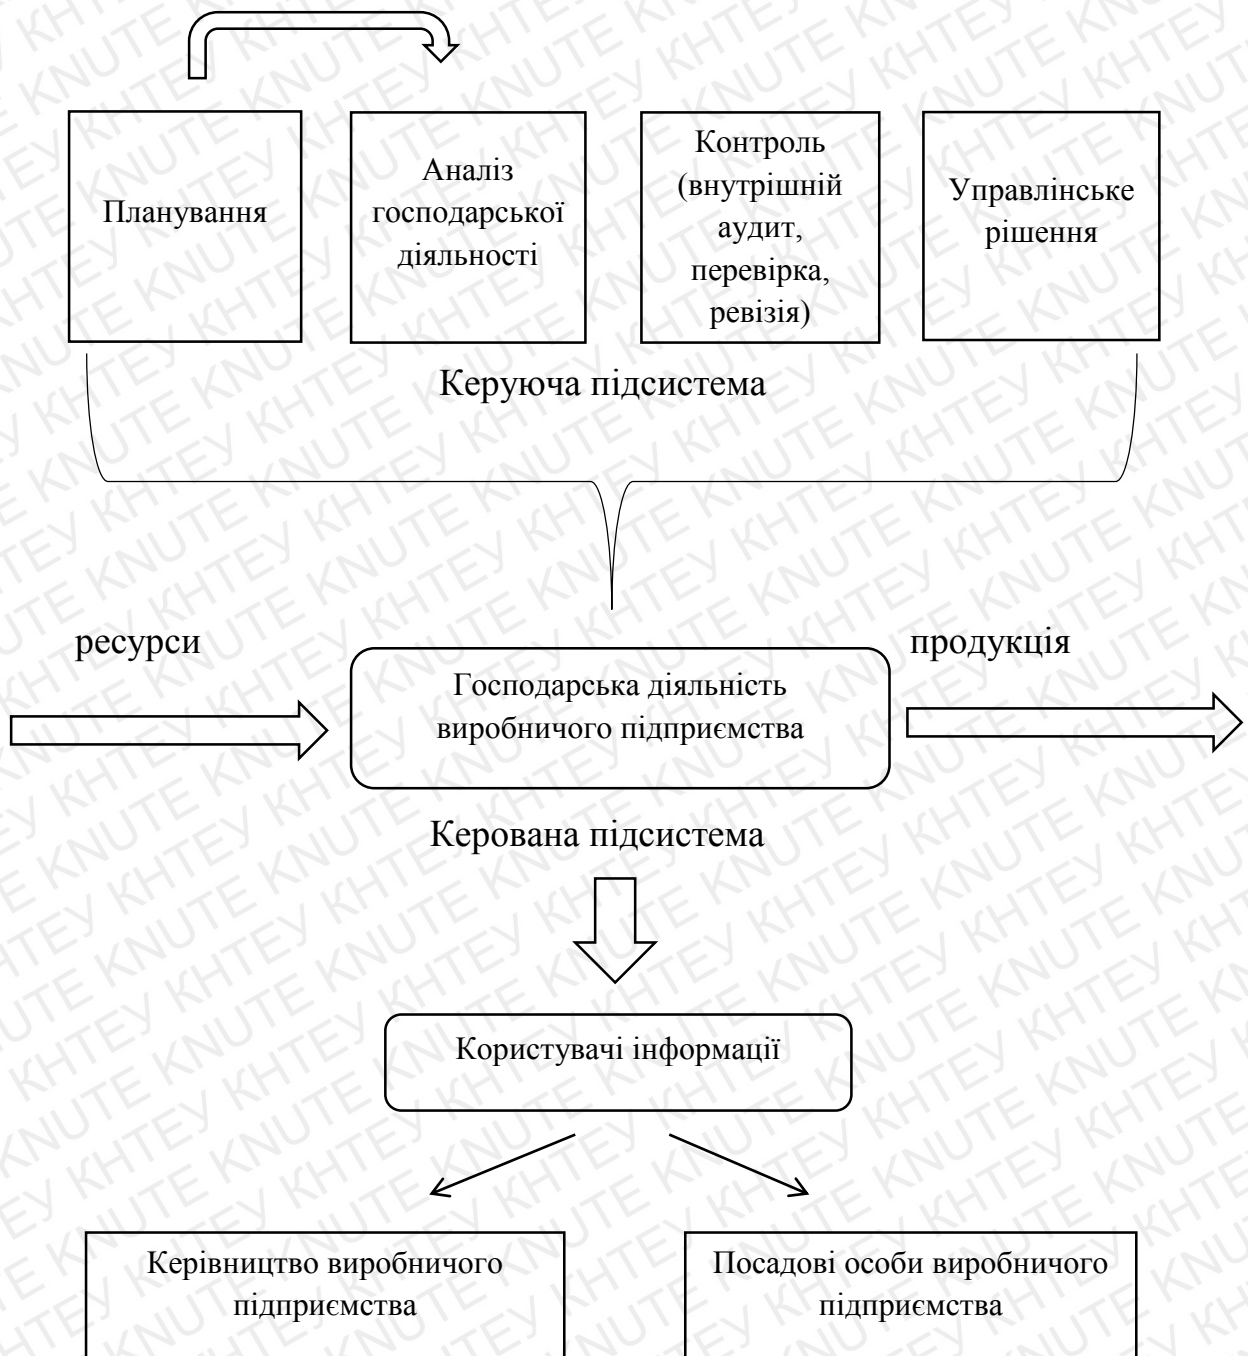 Планування
Аналіз
господарської
діяльності
Контроль
(внутрішній
аудит,
перевірка,
ревізія)
Управлінське
рішення
Керуюча підсистема
ресурси
продукція
Господарська діяльність
виробничого підприємства
Керована підсистема
Користувачі інформації
Керівництво виробничого
підприємства
Посадові особи виробничого
підприємства